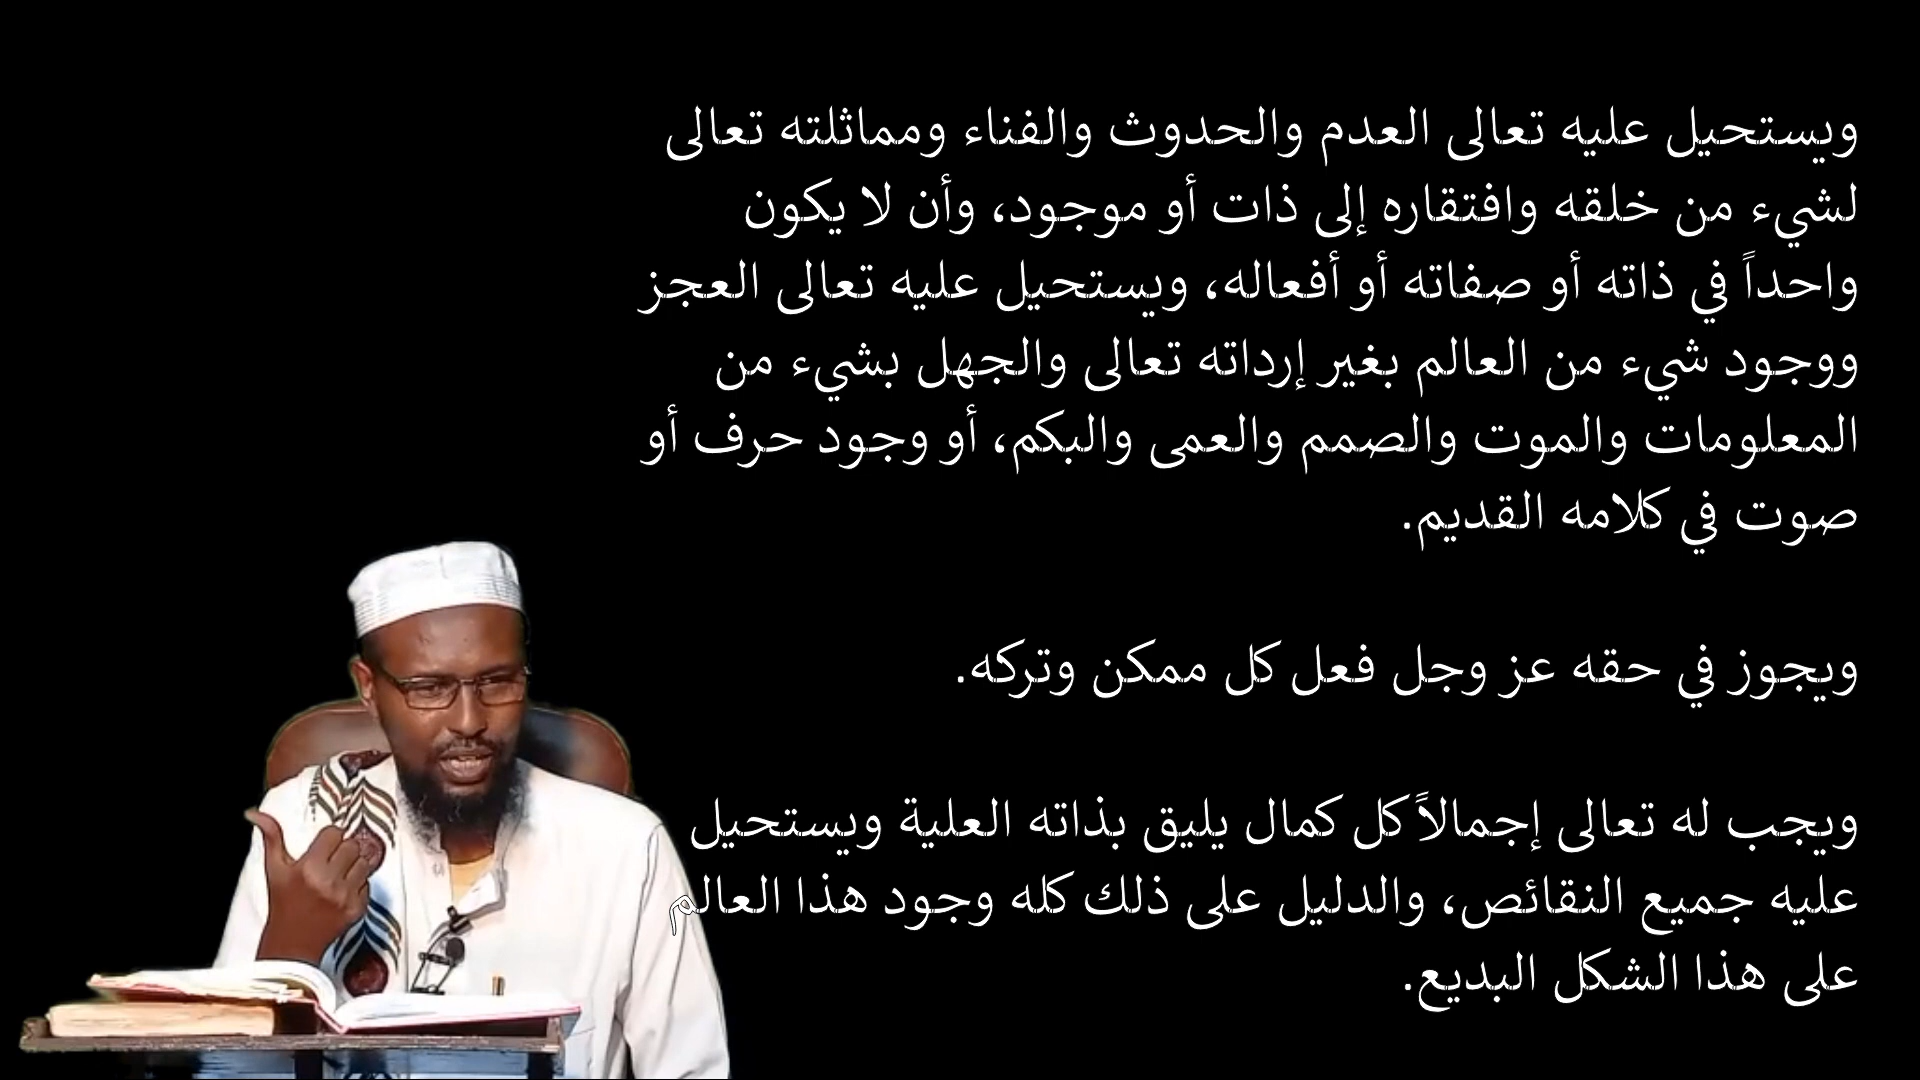 ويستحيل عليه تعالى العدم والحدوث والفناء ومماثلته تعالى
لشيء من خلقه وافتقاره إلى ذات أو موجود، وأن لا يكون
واحداً في ذاته أو صفاته أو أفعاله، ويستحيل عليه تعالى العجز
ووجود شيء من العالم بغير إرداته تعالى والجهل بشيء من
المعلومات والموت والصمم والعمى والبكم، أو وجود حرف أو
صوت في كلامه القديم.
ويجوز في حقه عز وجل فعل كل ممكن وتركه.
ويجب له تعالى إجمالاً كل كمال يليق بذاته العلية ويستحيل
عليه جميع النقائص، والدليل على ذلك كله وجود هذا العالم
على هذا الشكل البديع.